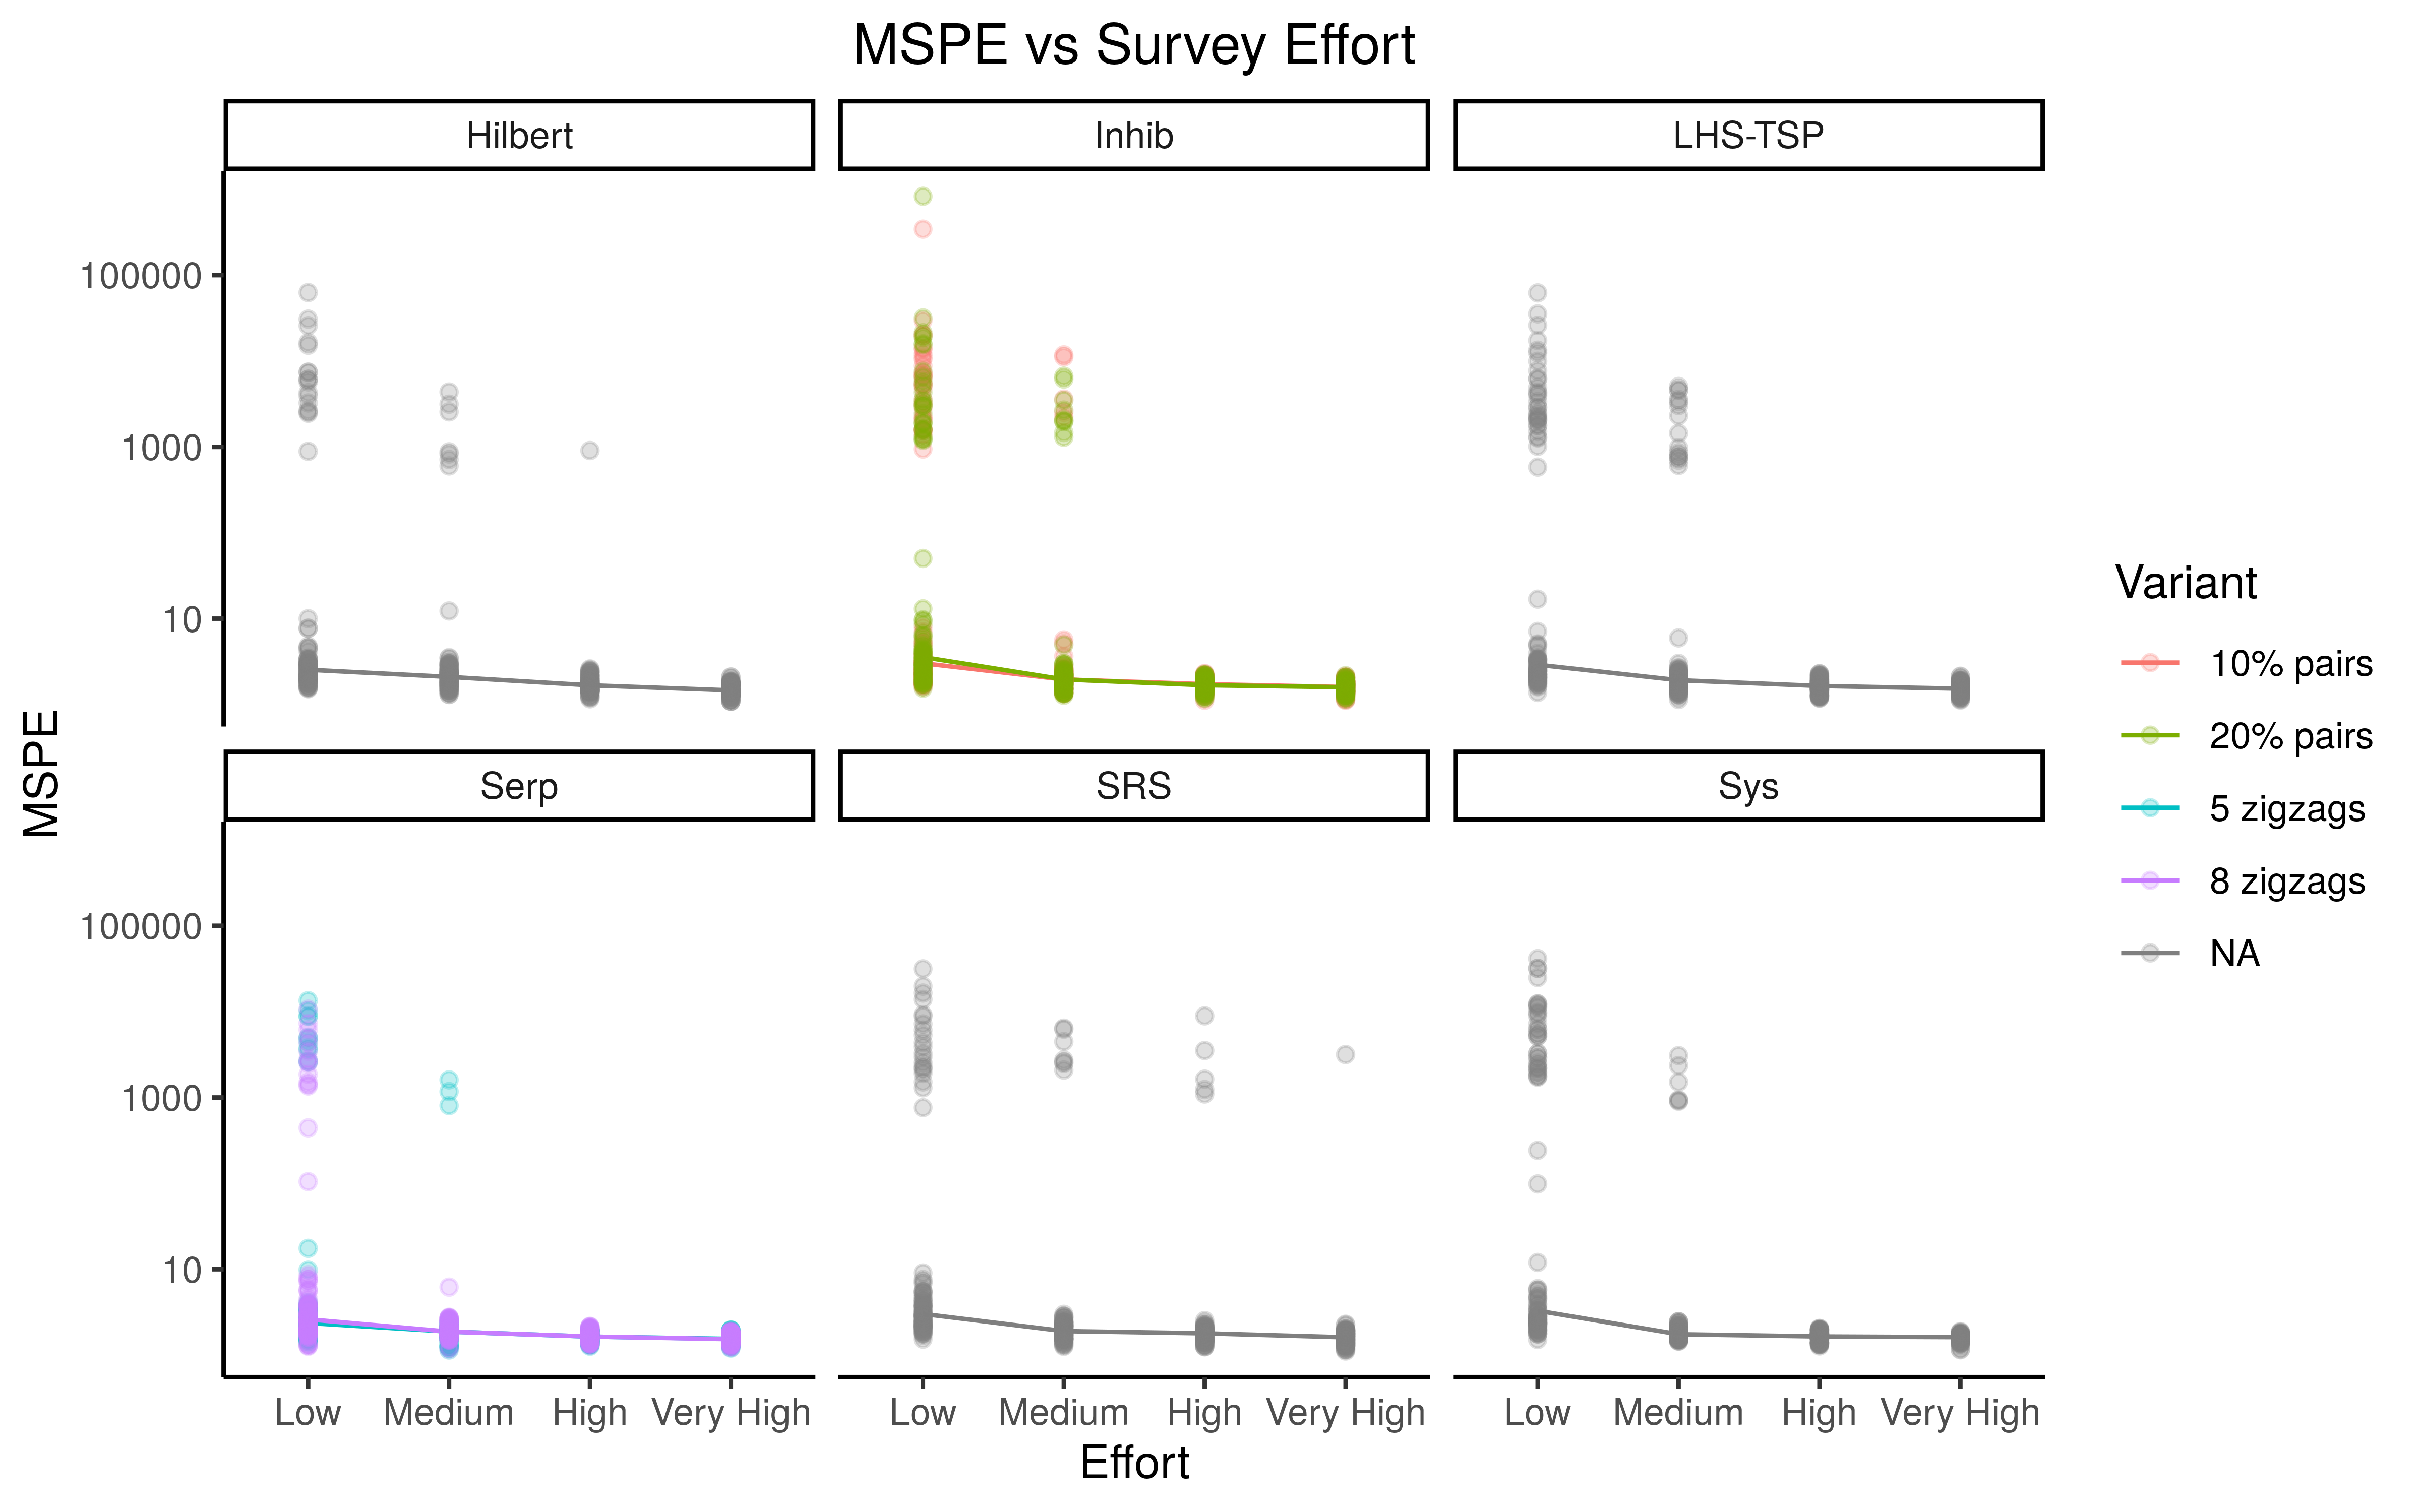 MSPE vs Survey Effort
Hilbert
Inhib
LHS-TSP
100000
1000
10
Serp
SRS
Sys
100000
1000
10
Low Medium High Very High
Low Medium High Very High
Low Medium High Very High
Effort
MSPE
Variant
10% pairs
20% pairs
5 zigzags
8 zigzags
NA